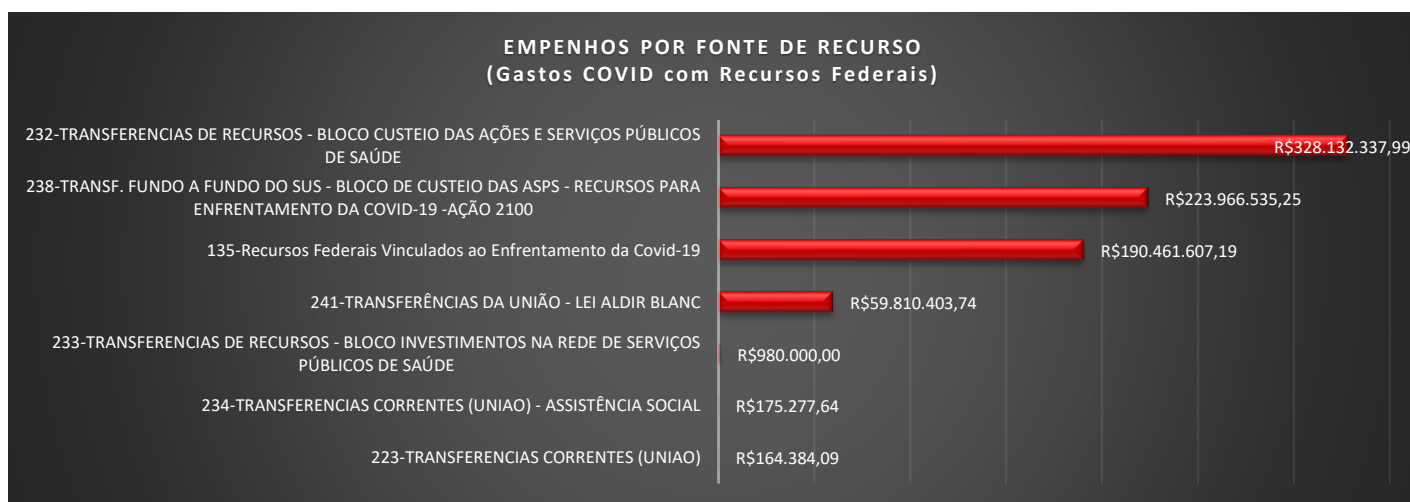 EMPENHOS POR FONTE DE RECURSO
(Gastos COVID com Recursos Federais)
232-TRANSFERENCIAS DE RECURSOS - BLOCO CUSTEIO DAS AÇÕES E SERVIÇOS PÚBLICOS
DE SAÚDE
R$328.132.337,99
238-TRANSF. FUNDO A FUNDO DO SUS - BLOCO DE CUSTEIO DAS ASPS - RECURSOS PARA
ENFRENTAMENTO DA COVID-19 -AÇÃO 2100
R$223.966.535,25
135-Recursos Federais Vinculados ao Enfrentamento da Covid-19
R$190.461.607,19
241-TRANSFERÊNCIAS DA UNIÃO - LEI ALDIR BLANC
R$59.810.403,74
233-TRANSFERENCIAS DE RECURSOS - BLOCO INVESTIMENTOS NA REDE DE SERVIÇOS
PÚBLICOS DE SAÚDE
R$980.000,00
234-TRANSFERENCIAS CORRENTES (UNIAO) - ASSISTÊNCIA SOCIAL
R$175.277,64
223-TRANSFERENCIAS CORRENTES (UNIAO)
R$164.384,09